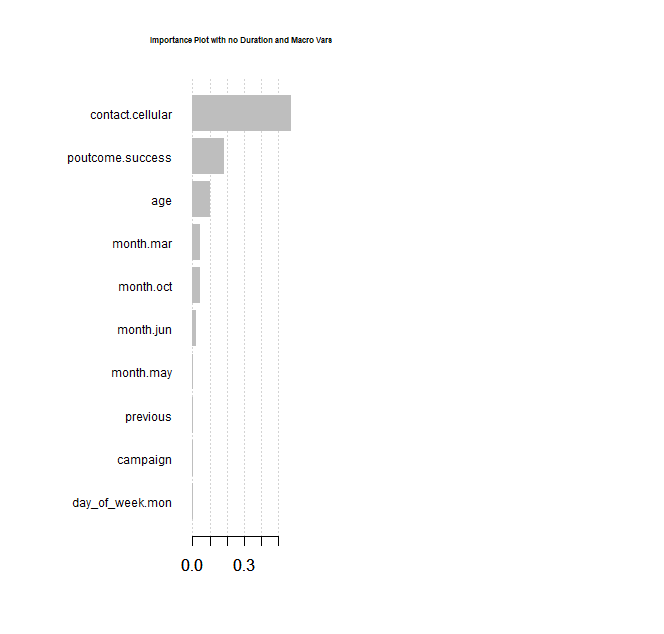 Importance Plot with no Duration and Macro Vars
contact.cellular
poutcome.success
age
month.mar
month.oct
month.jun
month.may
previous
campaign
day_of_week.mon
0.0 0.3